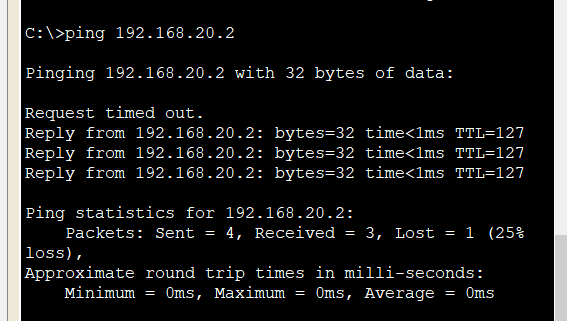 C:\>ping 192.168.20.2
Pinging 192.168.20.2 with 32 bytes of data:
Request timed out.
Reply from 192.168.20.2: bytes=32 time<1ms TTL=127
Reply from 192.168.20.2: bytes=32 time<1ms TTL=127
Reply from 192.168.20.2: bytes=32 time<1ms TTL=127
Ping statistics for 192.168.20.2:
    Packets: Sent = 4, Received = 3, Lost = 1 (25%
loss),
Approximate round trip times in milli-seconds:
    Minimum = 0ms, Maximum = 0ms, Average = 0ms